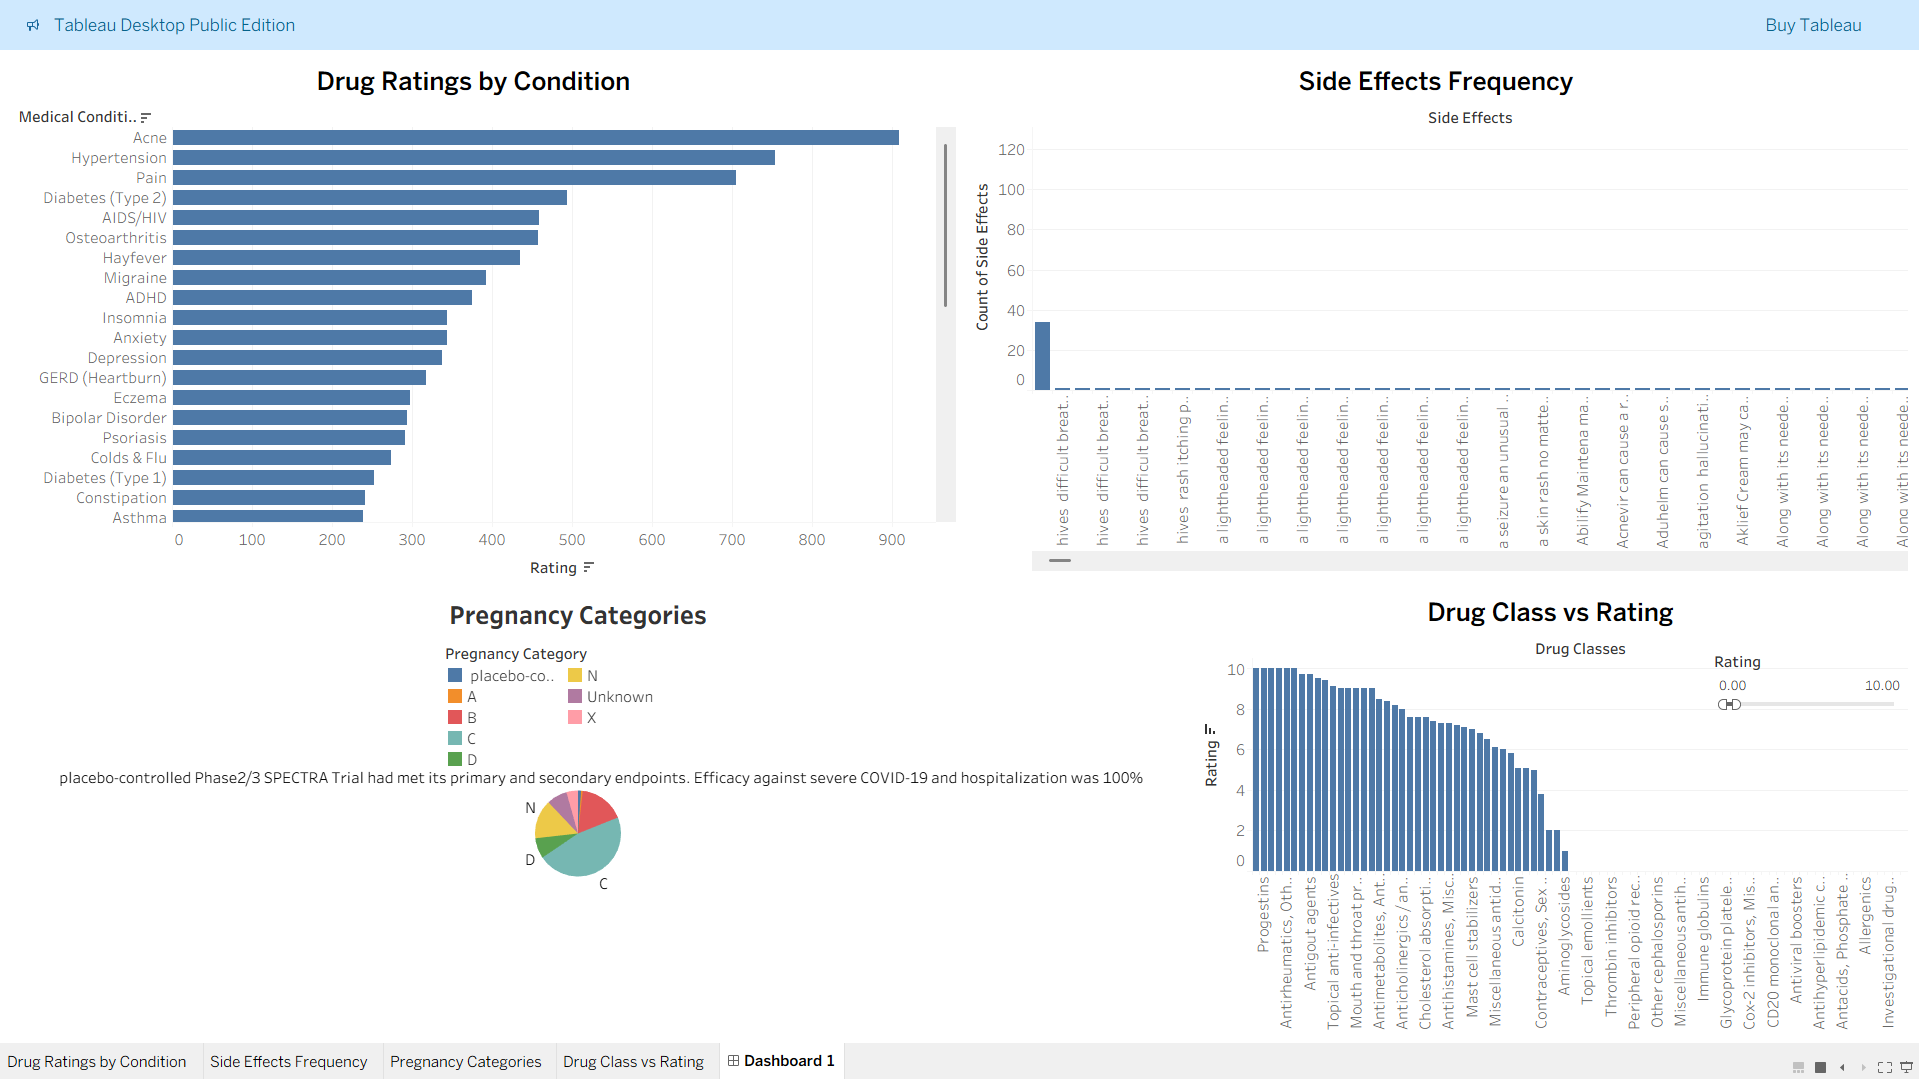 Tableau Desktop Public Edition
Buy Tableau
Drug Ratings by Condition
Medical Conditi..
Acne
Hypertension
Pain
Diabetes (Type 2)
AIDS/HIV
Osteoarthritis
Hayfever
Migraine
ADHD
Insomnia
Anxiety
Depression
GERD (Heartburn)
Eczema
Bipolar Disorder
Psoriasis
Colds & Flu
Diabetes (Type 1)
Constipation
Asthma
0 100 200 300 400 500 600 700 800 900
Rating
Side Effects Frequency
Side Effects
Count of Side Effects
120
100
80
60
40
20
0
hives difficult breat..
hives difficult breat..
hives difficult breat..
hives rash itching p..
a lightheaded feelin..
a lightheaded feelin..
a lightheaded feelin..
a lightheaded feelin..
a lightheaded feelin..
a lightheaded feelin..
a lightheaded feelin..
a seizure an unusual ..
a skin rash no matte..
Abilify Maintena ma..
Acnevir can cause a r..
Aduhelm can cause s..
agitation hallucinati..
Aklief Cream may ca..
Along with its neede..
Along with its neede..
Along with its neede..
Along with its neede..
Pregnancy Categories
Pregnancy Category
placebo-co..
A
B
C
D
N
Unknown
X
placebo-controlled Phase2/3 SPECTRA Trial had met its primary and secondary endpoints. Efficacy against severe COVID-19 and hospitalization was 100%
N
D
C
Drug Class vs Rating
Drug Classes
Rating
0.00 10.00
Rating
10
8
6
4
2
0
Progestins
Antirheumatics, Oth..
Antigout agents
Topical anti-infectives
Mouth and throat pr..
Antimetabolites, Ant..
Anticholinergics / an..
Cholesterol absorpti..
Antihistamines, Misc..
Mast cell stabilizers
Miscellaneous antid..
Calcitonin
Contraceptives, Sex ..
Aminoglycosides
Topical emollients
Thrombin inhibitors
Peripheral opioid rec..
Other cephalosporins
Miscellaneous antih..
Immune globulins
Glycoprotein platele..
Cox-2 inhibitors, Mis..
CD20 monoclonal an..
Antiviral boosters
Antihyperlipidemic c..
Antacids, Phosphate ..
Allergenics
Investigational drug..
Drug Ratings by Condition
Side Effects Frequency
Pregnancy Categories
Drug Class vs Rating
Dashboard 1